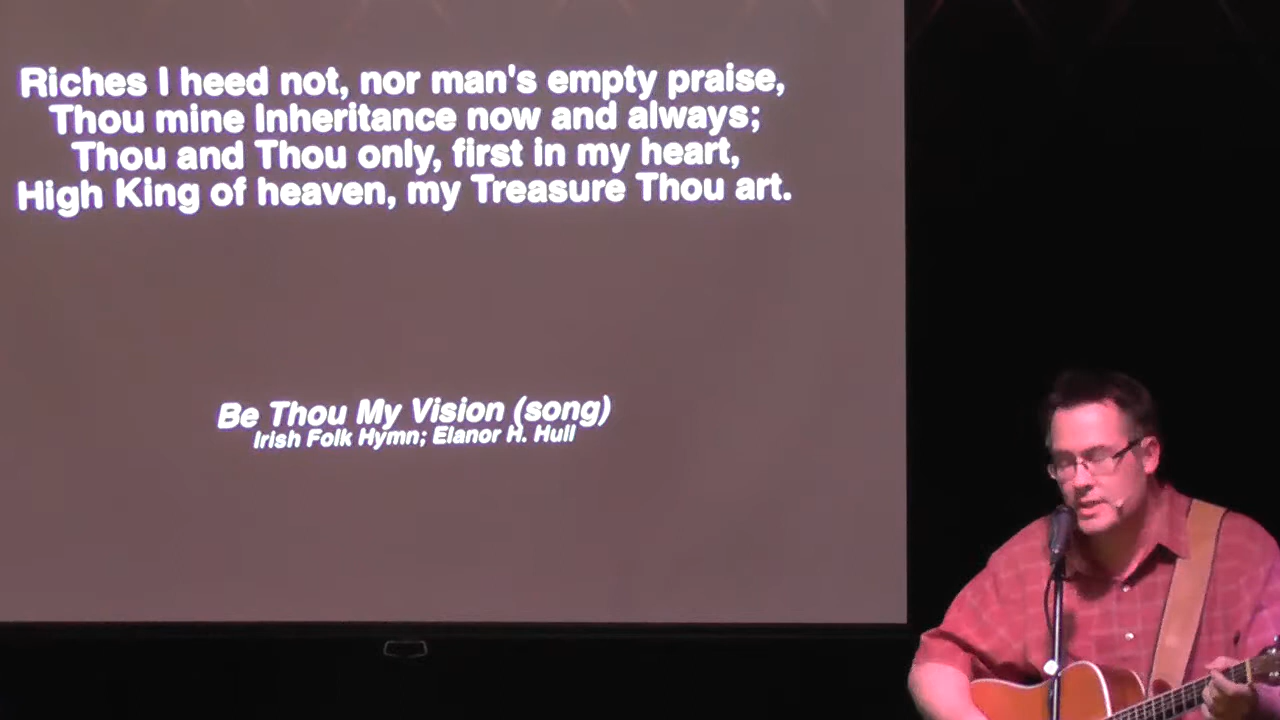 Riches I heed not, nor man's empty praise,
Thou mine Inheritance now and always;
Thou and Thou only, first in my heart,
High King of heaven, my Treasure Thou art.
Be Thou My Vision (song)
Irish Folk Hymn; Elanor H. Hull